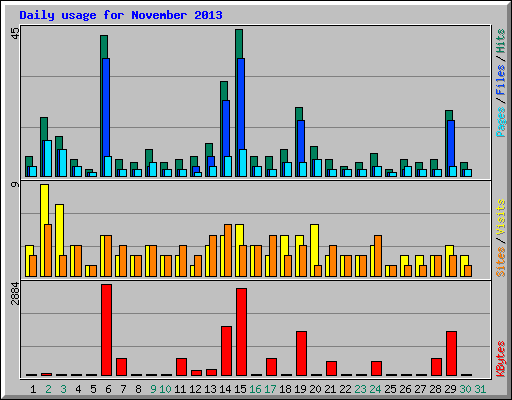 Daily usage for November 2013
45
Pages/Files/Hits
9
Sites/Visits
2884
KBytes
1 2 3 4 5 6 7 8 9 10 11 12 13 14 15 16 17 18 19 20 21 22 23 24 25 26 27 28 29 30 31